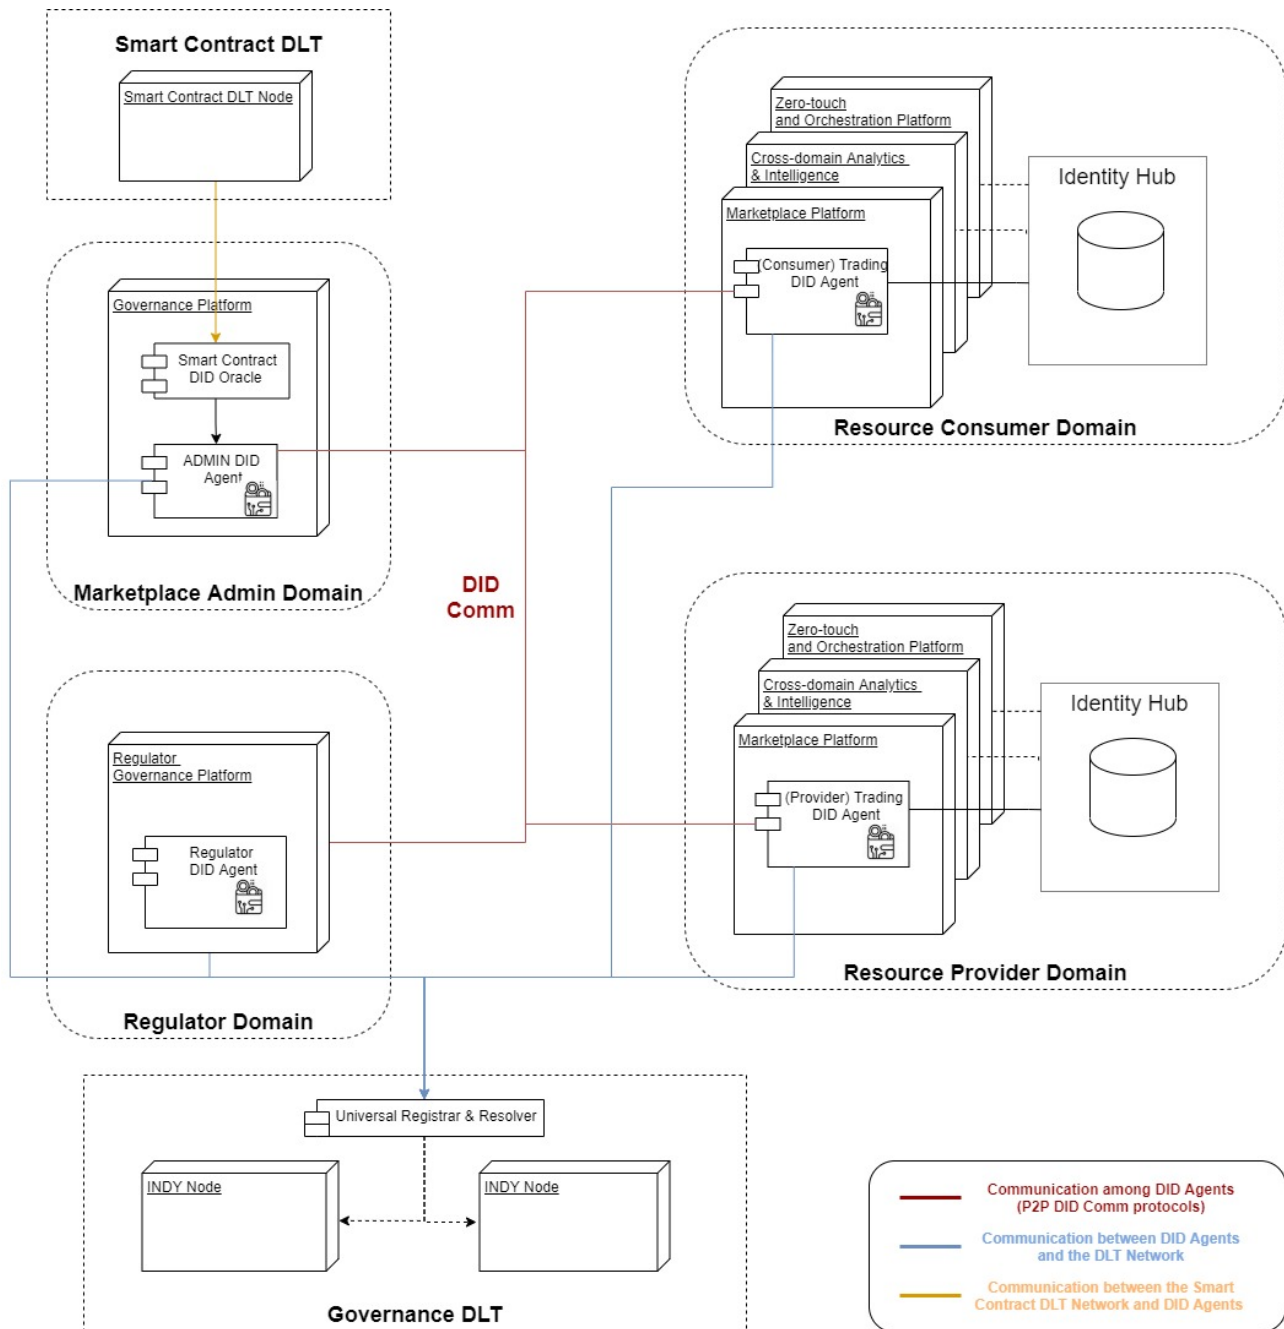 Smart Contract DLT
Smart Contract DLT Node
Governance Platform
Smart Contract
DID Oracle
ADMIN DID
Agent
Marketplace Admin Domain
Zero-touch
and Orchestration Platform
Cross-domain Analytics
& Intelligence
Marketplace Platform
(Consumer) Trading
DID Agent
Identity Hub
Resource Consumer Domain
DID
Comm
Regulator
Governance Platform
Regulator
DID Agent
Regulator Domain
Zero-touch
and Orchestration Platform
Cross-domain Analytics
& Intelligence
Marketplace Platform
(Provider) Trading
DID Agent
Identity Hub
Resource Provider Domain
Universal Registrar & Resolver
INDY Node
INDY Node
Governance DLT
Communication among DID Agents
(P2P DID Comm protocols)
Communication between DID Agents
and the DLT Network
Communication between the Smart
Contract DLT Network and DID Agents